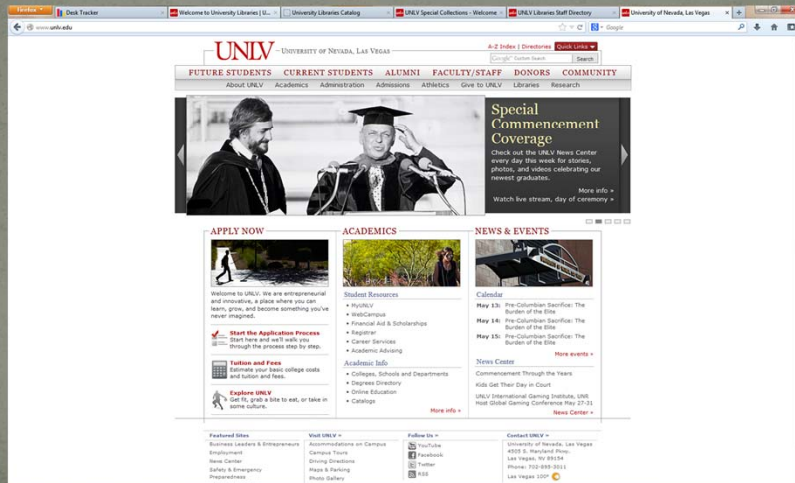 Firefox
Desk Tracker
Welcome to University Libraries | U...
University Libraries Catalog
UNLV Special Collections - Welcome
UNLV Libraries Staff Directory
University of Nevada, Las Vegas
www.unlv.edu
Google
UNLV UNIVERSITY OF NEVADA, LAS VEGAS
A-Z Index | Directories Quick Links
Google Custom Search Search
FUTURE STUDENTS CURRENT STUDENTS ALUMNI FACULTY/STAFF DONORS COMMUNITY
About UNLV Academics Administration Admissions Athletics Give to UNLV Libraries Research
Special
Commencement
Coverage
Check out the UNLV News Center
every day this week for stories,
photos, and videos celebrating our
newest graduates.
More info »
Watch live stream, day of ceremony »
APPLY NOW
Welcome to UNLV. We are entrepreneurial
and innovative, a place where you can
learn, grow, and become something you've
never imagined.
Start the Application Process
Start here and we'll walk you
through the process step by step.
Tuition and Fees
Estimate your basic college costs
and tuition and fees.
Explore UNLV
Get fit, grab a bite to eat, or take in
some culture.
ACADEMICS
Student Resources
MyUNLV
WebCampus
Financial Aid & Scholarships
Registrar
Career Services
Academic Advising
Academic Info
Colleges, Schools and Departments
Degrees Directory
Online Education
Catalogs
More info »
NEWS & EVENTS
Calendar
May 13: Pre-Columbian Sacrifice: The
Burden of the Elite
May 14: Pre-Columbian Sacrifice: The
Burden of the Elite
May 15: Pre-Columbian Sacrifice: The
Burden of the Elite
More events »
News Center
Commencement Through the Years
Kids Get Their Day in Court
UNLV International Gaming Institute, UNR
Host Global Gaming Conference May 27-31
News Center »
Featured Sites
Business Leaders & Entrepreneurs
Employment
News Center
Safety & Emergency
Preparedness
Visit UNLV »
Accommodations on Campus
Campus Tours
Driving Directions
Maps & Parking
Photo Gallery
Follow Us »
YouTube
Facebook
Twitter
RSS
Contact UNLV »
University of Nevada, Las Vegas
4505 S. Maryland Pkwy.
Las Vegas, NV 89154
Phone: 702-895-3011
Las Vegas 100°